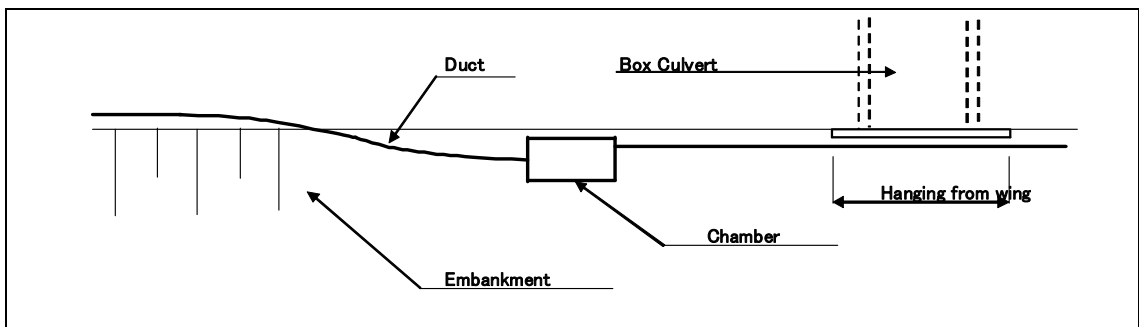 Duct
Box Culvert
Hanging from wing
Chamber
Embankment